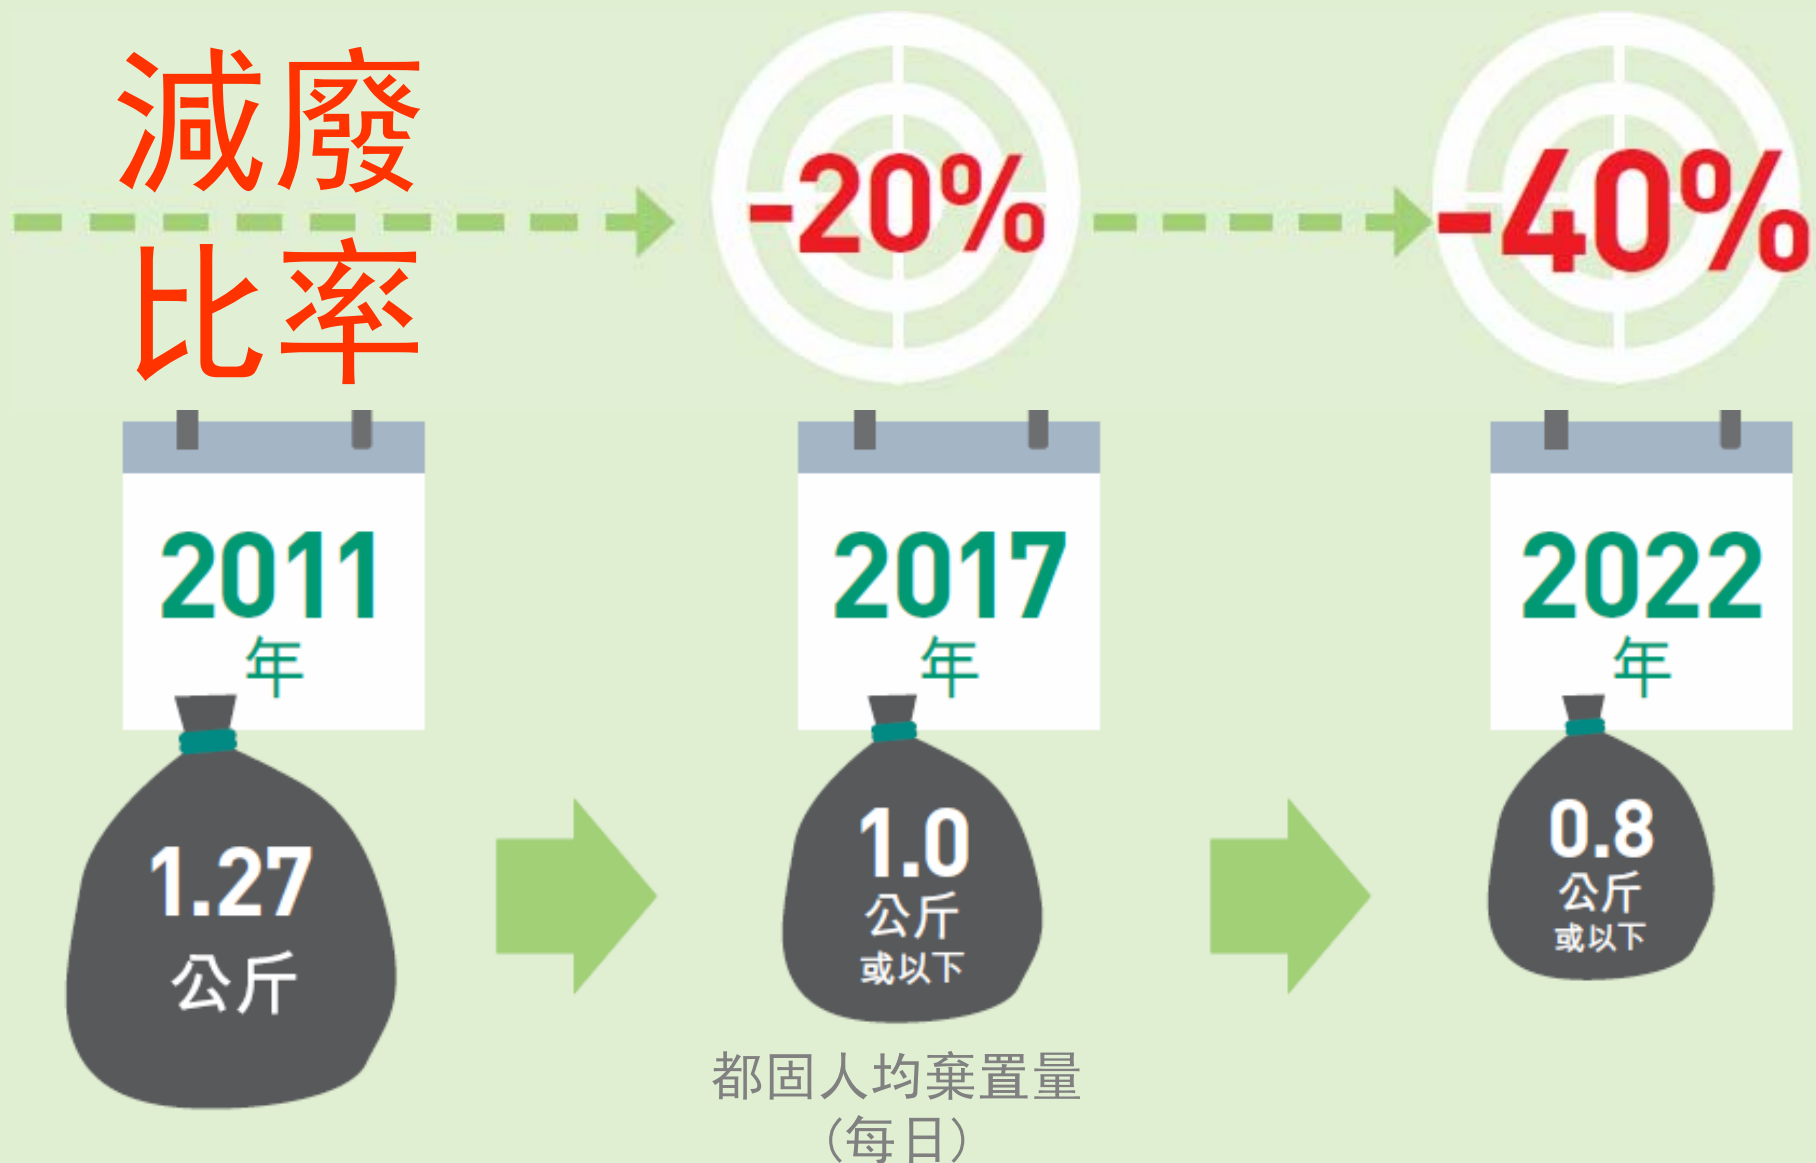 減廢
比率
-20%
-40%
2011
年
2017
年
2022
年
1.27
公斤
1.0
公斤
或以下
0.8
公斤
或以下
都固人均棄置量
(每日)